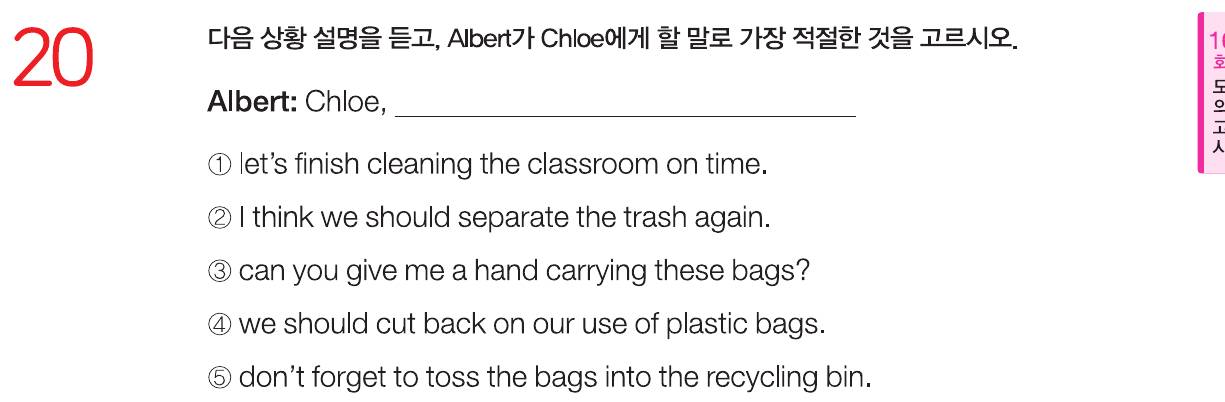 20
다음 상황 설명을 듣고, Albert가 Chloe에게 할 말로 가장 적절한 것을 고르시오.
Albert: Chloe, ______________________________
① let's finish cleaning the classroom on time.
② I think we should separate the trash again.
③ can you give me a hand carrying these bags?
④ we should cut back on our use of plastic bags.
⑤ don't forget to toss the bags into the recycling bin.